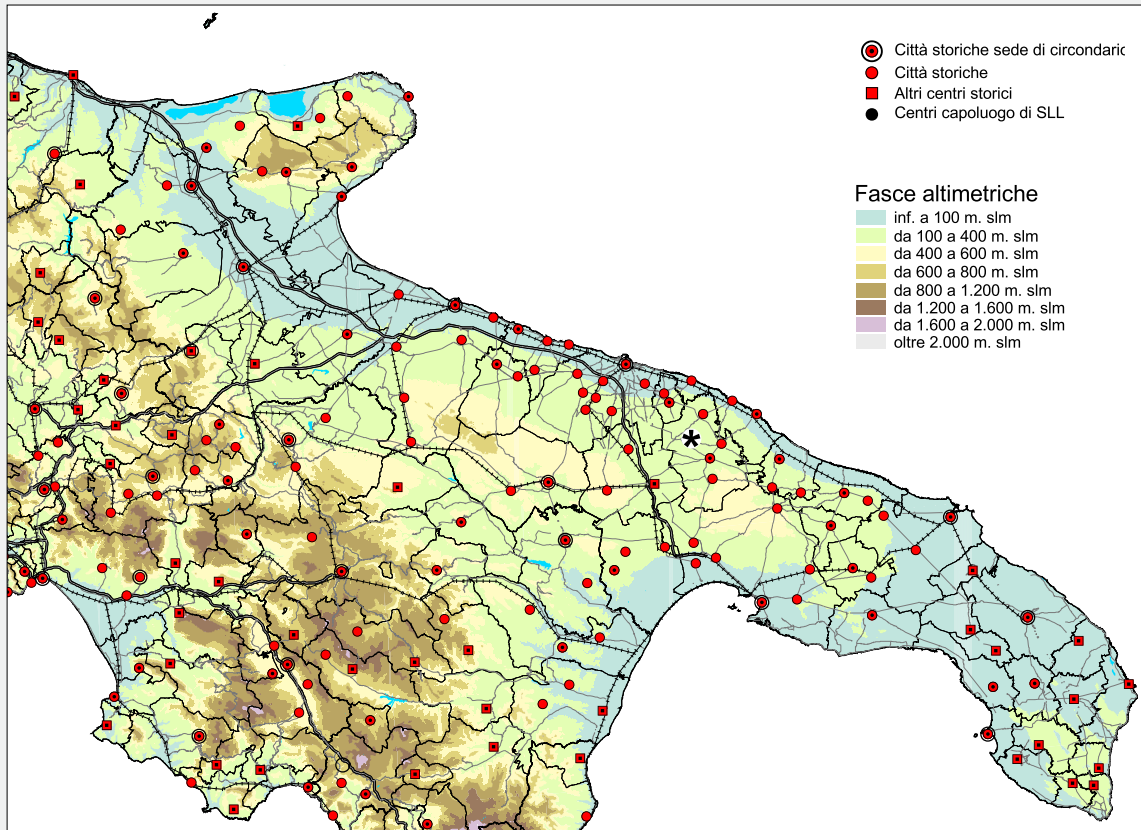 Città storiche sede di circondaric
Città storiche
Altri centri storici
Centri capoluogo di SLL
Fasce altimetriche
inf. a 100 m. slm
da 100 a 400 m. slm
da 400 a 600 m. slm
da 600 a 800 m. slm
da 800 a 1.200 m. slm
da 1.200 a 1.600 m. slm
da 1.600 a 2.000 m. slm
oltre 2.000 m. slm
*